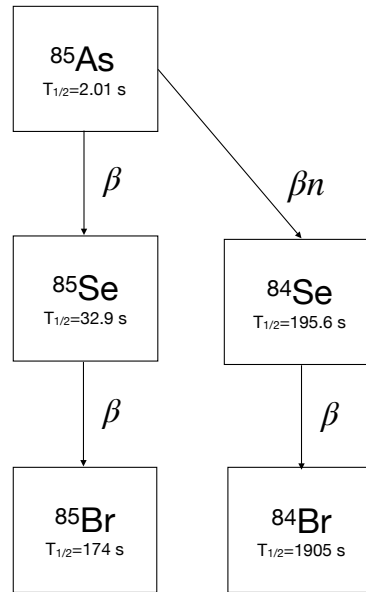 ⁸⁵As
T₁/₂=2.01 s
β
βn
⁸⁵Se
T₁/₂=32.9 s
⁸⁴Se
T₁/₂=195.6 s
β
β
⁸⁵Br
T₁/₂=174 s
⁸⁴Br
T₁/₂=1905 s